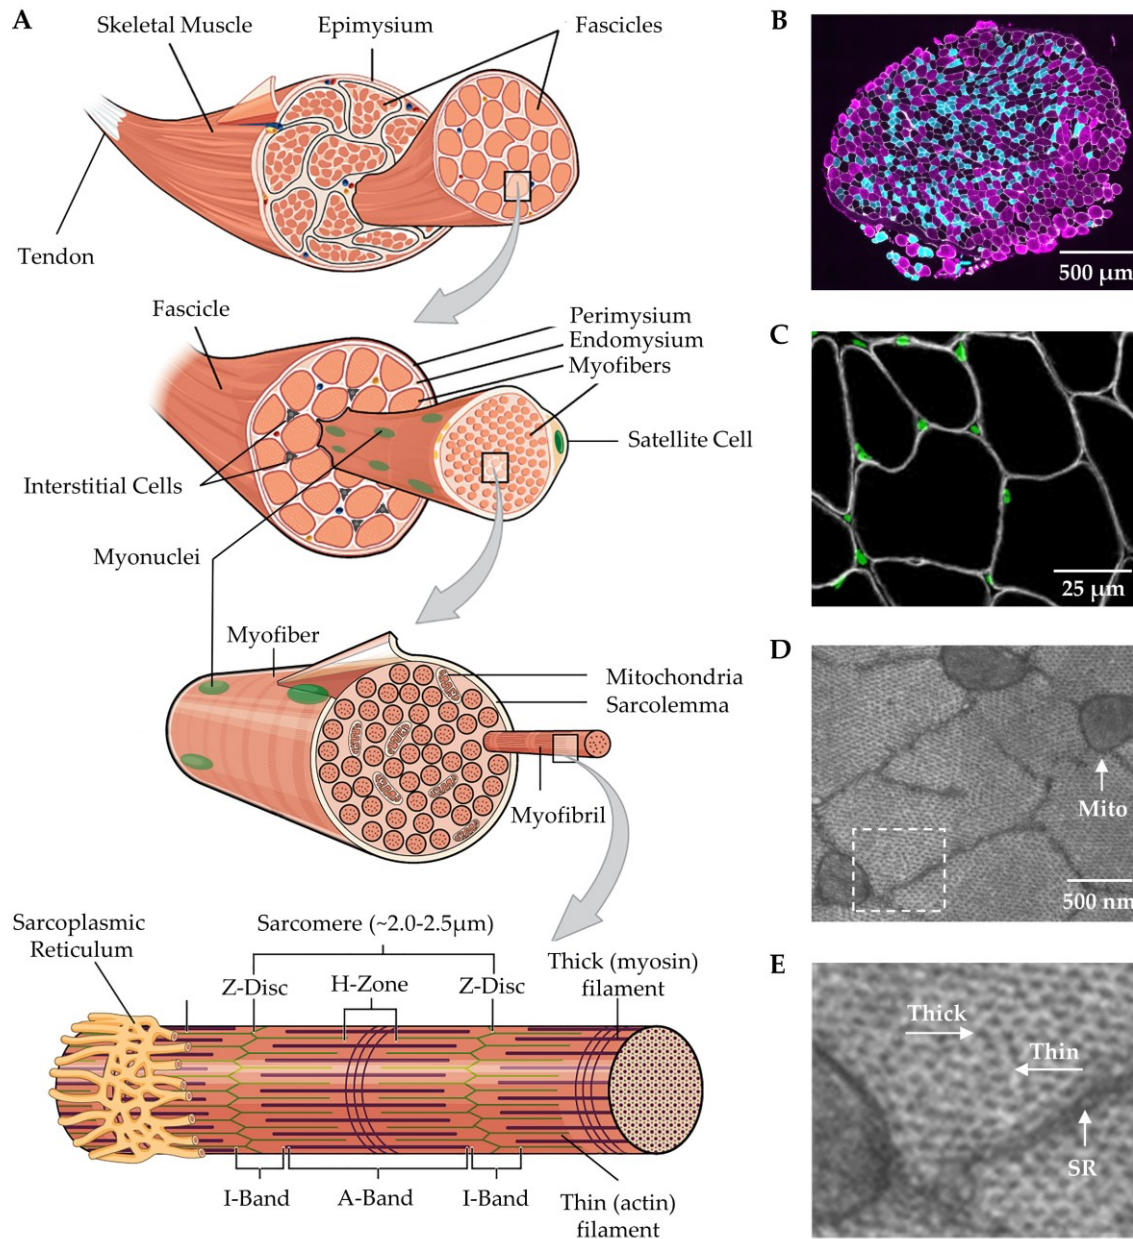 A
Skeletal Muscle
Epimysium
Fascicles
Tendon
Fascicle
Perimysium
Endomysium
Myofibers
Satellite Cell
Interstitial Cells
Myonuclei
Myofiber
Mitochondria
Sarcolemma
Myofibril
Sarcoplasmic
Reticulum
Sarcomere (~2.0-2.5µm)
Z-Disc
H-Zone
Z-Disc
Thick (myosin)
filament
I-Band
A-Band
I-Band
Thin (actin)
filament
B
500 µm
C
25 µm
D
Mito
500 nm
E
Thick
Thin
SR